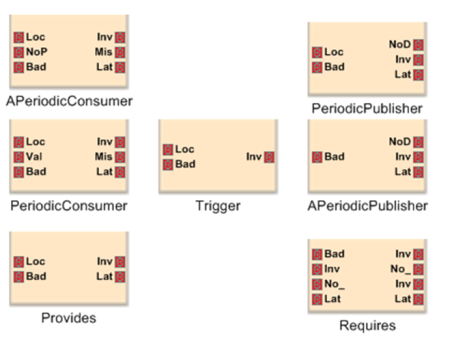 Loc Inv
NoP Mis
Bad Lat
APeriodicConsumer
Loc NoD
Bad Inv
Lat
PeriodicPublisher
Loc Inv
Val Mis
Bad Lat
PeriodicConsumer
Loc
Bad Inv
Trigger
NoD
Bad Inv
Lat
APeriodicPublisher
Loc Inv
Bad Lat
Provides
Bad Inv
Inv No_
No_ Inv
Lat Lat
Requires